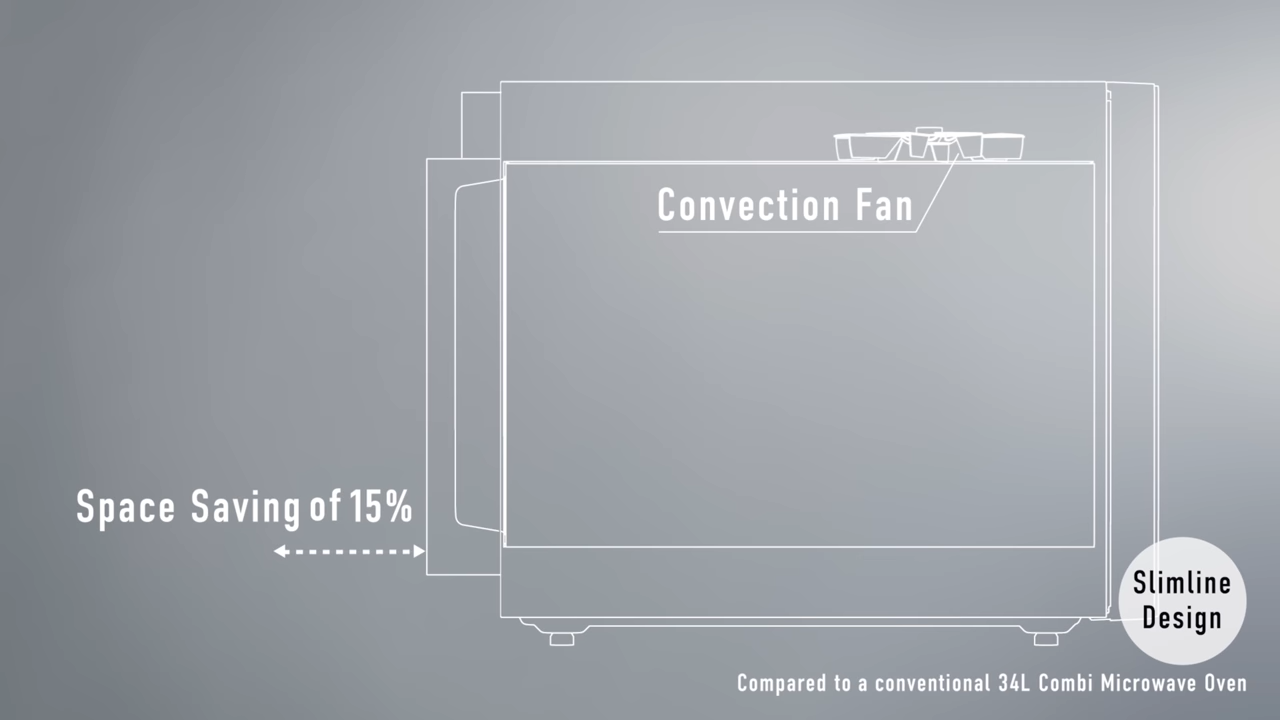 Convection Fan
Space Saving of 15%
Slimline
Design
Compared to a conventional 34L Combi Microwave Oven